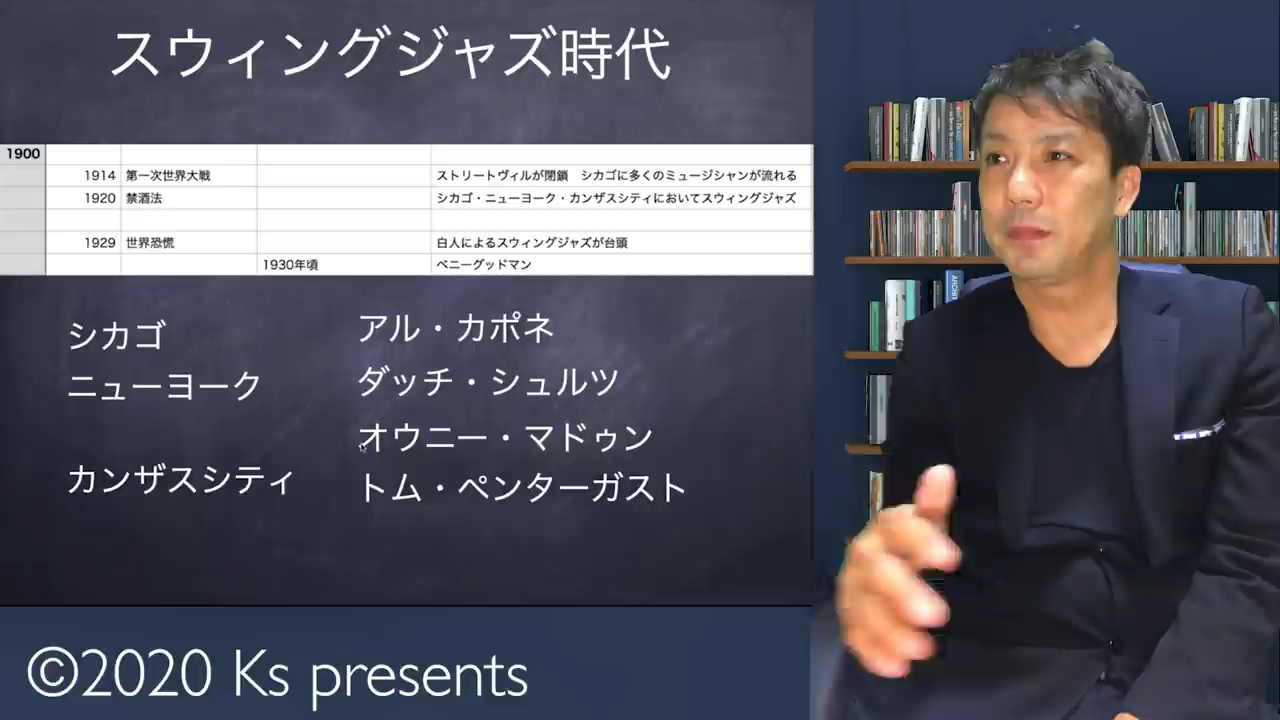 スウィングジャズ時代
1900
1914 第一次世界大戦 ストリートヴィルが閉鎖 シカゴに多くのミュージシャンが流れる
1920 禁酒法 シカゴ・ニューヨーク・カンザスシティにおいてスウィングジャズ
1929 世界恐慌 白人によるスウィングジャズが台頭
1930年頃 ベニーグッドマン
シカゴ アル・カポネ
ニューヨーク ダッチ・シュルツ
オウニー・マドゥン
カンザスシティ トム・ペンターガスト
©2020 Ks presents